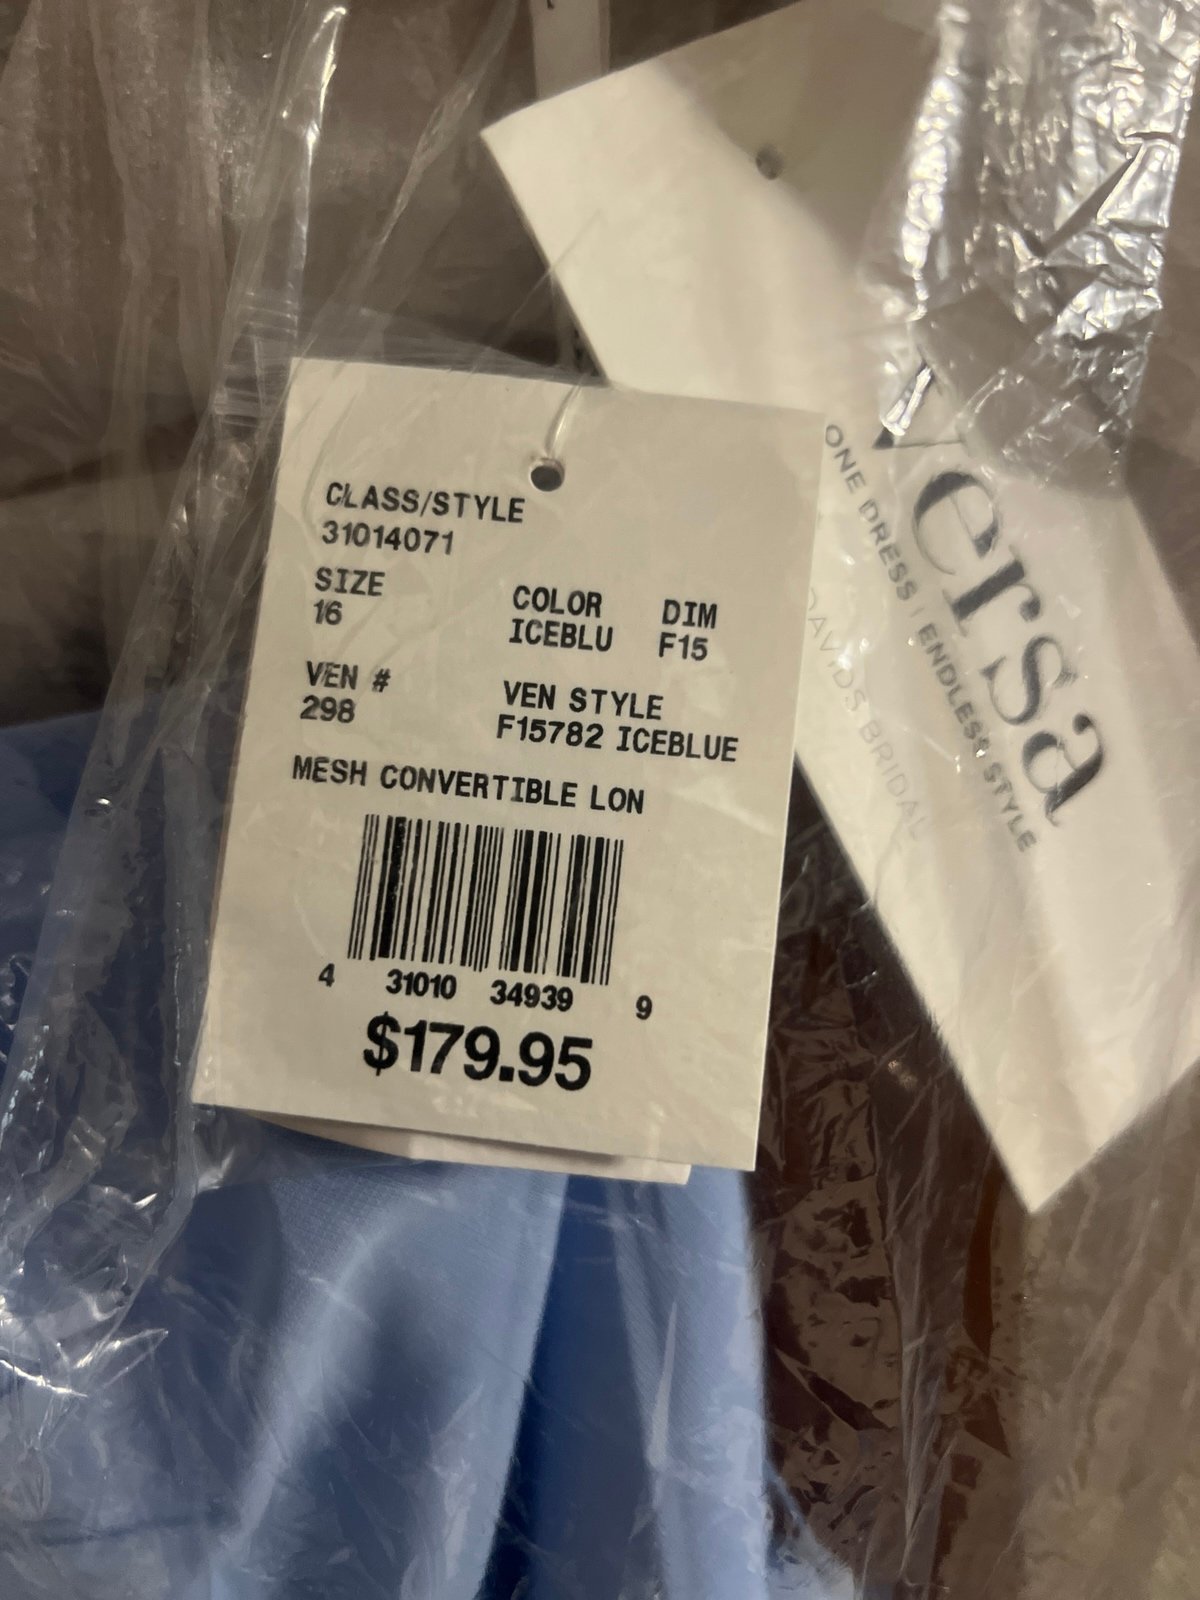 CLASS/STYLE
31014071
SIZE
16
COLOR
ICEBLU
DIM
F15
VEN #
298
VEN STYLE
F15782 ICEBLUE
MESH CONVERTIBLE LON
4 31010 34939 9
$179.95
versa
ONE DRESS | ENDLESS STYLE
DAVIDS BRIDAL